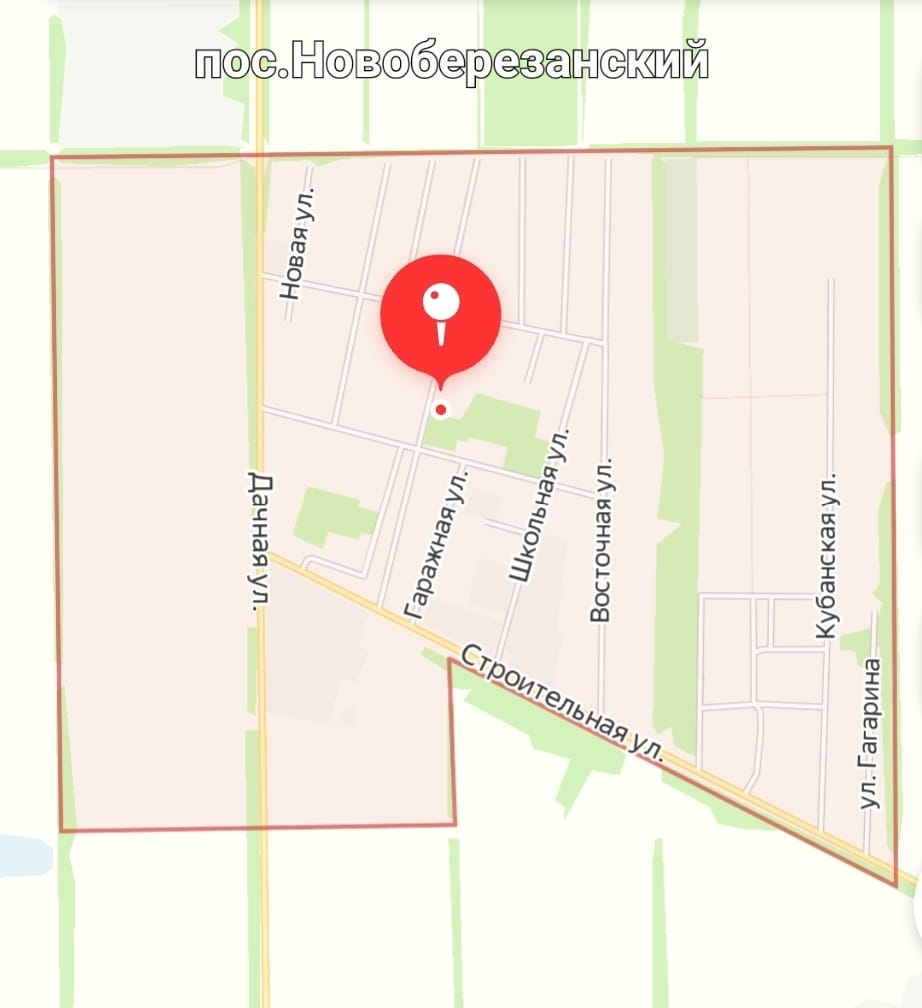 пос.Новоберезанский
Новая ул.
Дачная ул.
Гаражная ул.
Школьная ул.
Восточная ул.
Кубанская ул.
Строительная ул.
ул. Гагарина